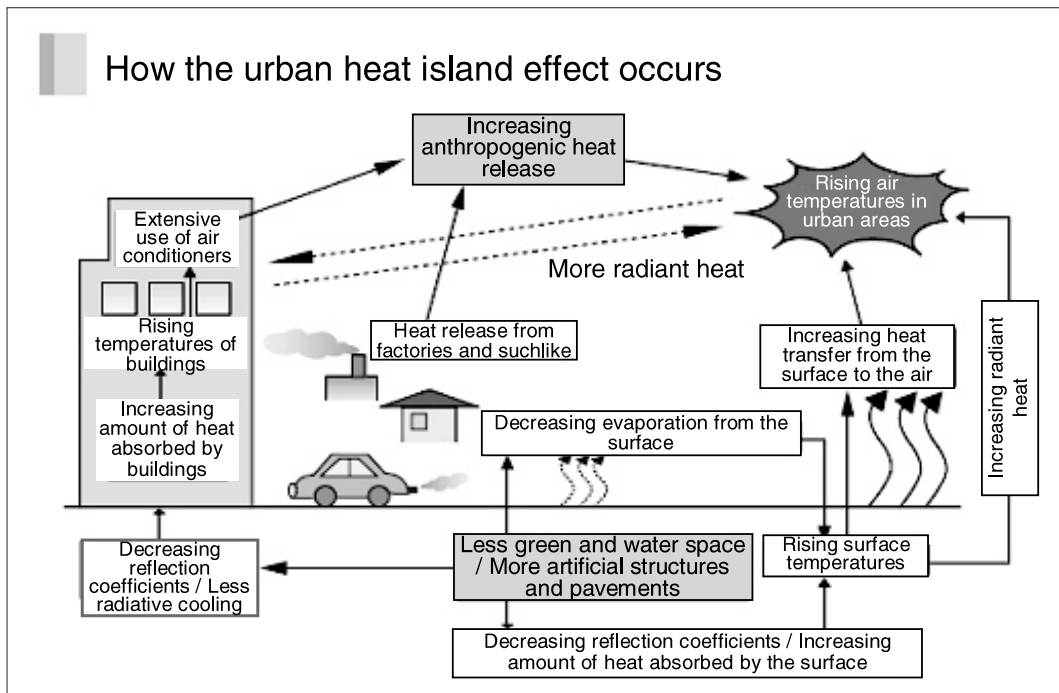 How the urban heat island effect occurs
Increasing
anthropogenic heat
release
Rising air
temperatures in
urban areas
Extensive
use of air
conditioners
More radiant heat
Rising
temperatures of
buildings
Heat release from
factories and suchlike
Increasing heat
transfer from the
surface to the air
Increasing radiant
heat
Increasing
amount of heat
absorbed by
buildings
Decreasing evaporation from the
surface
Decreasing
reflection
coefficients / Less
radiative cooling
Less green and water space
/ More artificial structures
and pavements
Rising surface
temperatures
Decreasing reflection coefficients / Increasing
amount of heat absorbed by the surface